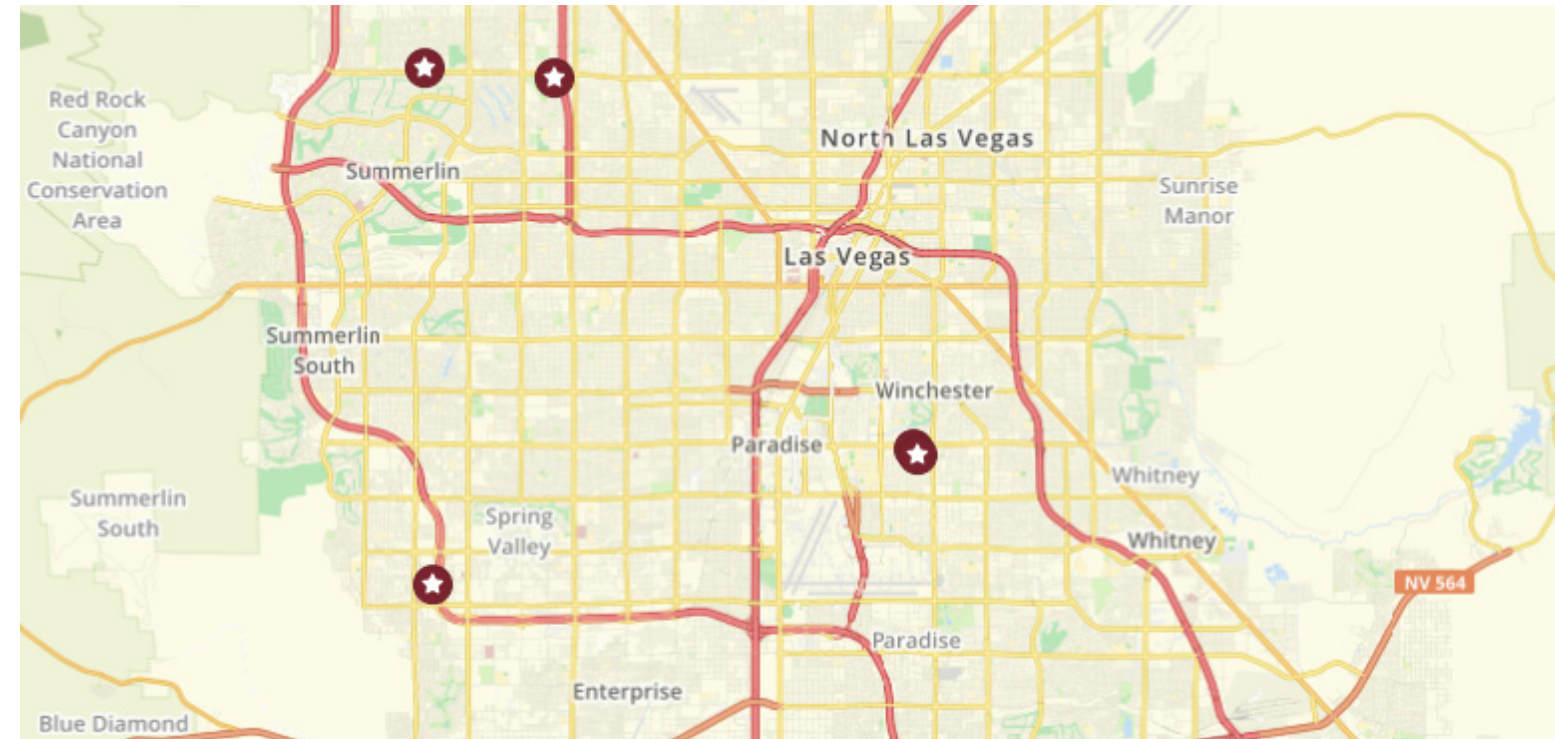 Red Rock
Canyon
National
Conservation
Area
North Las Vegas
Summerlin
Sunrise
Manor
Las Vegas
Summerlin
South
Winchester
Paradise
Whitney
Summerlin
South
Spring
Valley
Whitney
NV 564
Paradise
Enterprise
Blue Diamond